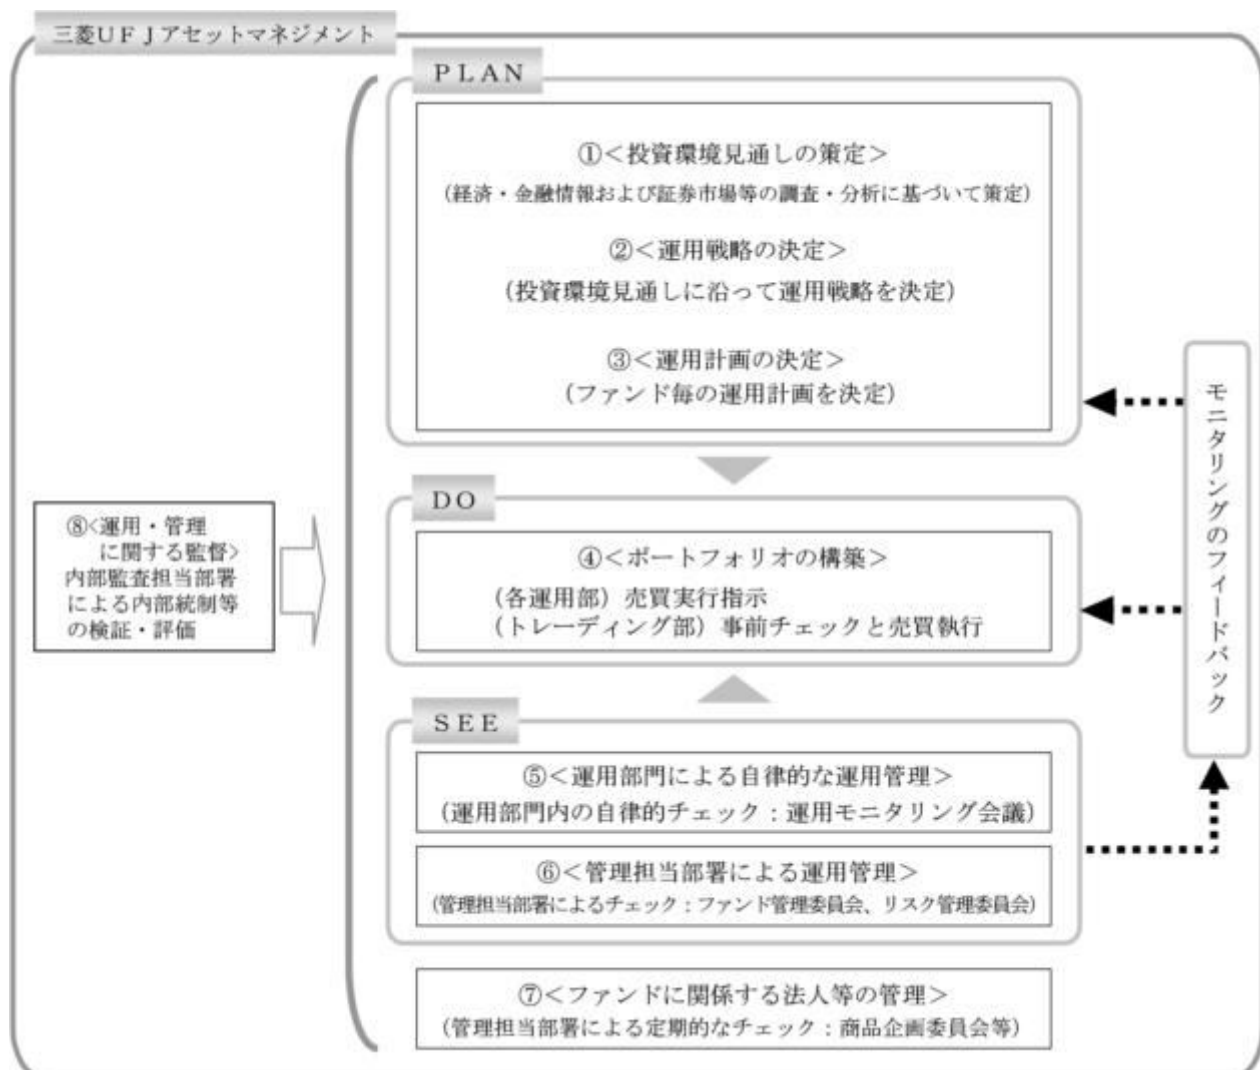 三菱UFJアセットマネジメント
PLAN
①<投資環境見通しの策定>
(経済・金融情報および証券市場等の調査・分析に基づいて策定)
②<運用戦略の決定>
(投資環境見通しに沿って運用戦略を決定)
③<運用計画の決定>
(ファンド毎の運用計画を決定)
DO
④<ポートフォリオの構築>
(各運用部)売買実行指示
(トレーディング部)事前チェックと売買執行
SEE
⑤<運用部門による自律的な運用管理>
(運用部門内の自律的チェック:運用モニタリング会議)
⑥<管理担当部署による運用管理>
(管理担当部署によるチェック:ファンド管理委員会、リスク管理委員会)
⑦<ファンドに関係する法人等の管理>
(管理担当部署による定期的なチェック:商品企画委員会等)
⑧<運用・管理
に関する監督>
内部監査担当部署
による内部統制等
の検証・評価
モニタリングのフィードバック